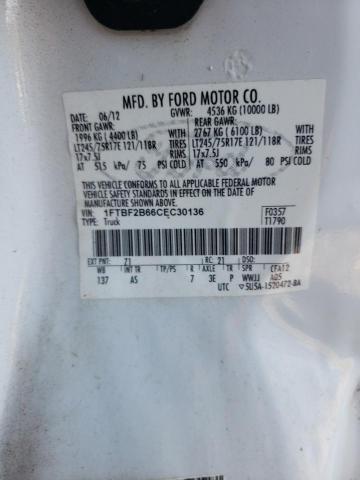 MFD. BY FORD MOTOR CO.
DATE: 06/12 GVWR: 4536 KG (10000 LB)
FRONT GAWR: REAR GAWR:
1996 KG (4400 LB) WITH 2767 KG (6100 LB) WITH
LT245/75R17E 121/118R TIRES LT245/75R17E 121/118R TIRES
17x7.5J RIMS 17x7.5J RIMS
AT 515 kPa/ 75 PSI COLD AT 550 kPa/ 80 PSI COLD
THIS VEHICLE CONFORMS TO ALL APPLICABLE FEDERAL MOTOR
VEHICLE SAFETY STANDARDS IN EFFECT ON THE DATE OF
MANUFACTURE SHOWN ABOVE.
VIN: 1FTBF2B66CEC30136 F0357
TYPE: Truck T1790
EXT PNT: Z1 RC: 21 DSO:
WB INT TR TP/PS R AXLE TR SPR CFA12
137 AS 7 3E P WWJJ A05
UTC 5U5A-1520472-BA